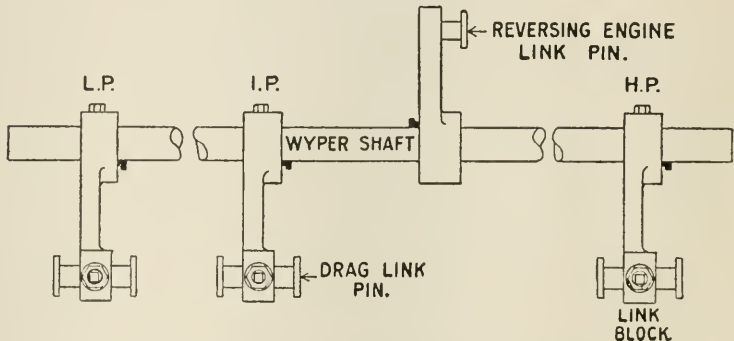 REVERSING ENGINE
LINK PIN.
L.P.
I.P.
H.P.
WYPER SHAFT
DRAG LINK
PIN.
LINK
BLOCK